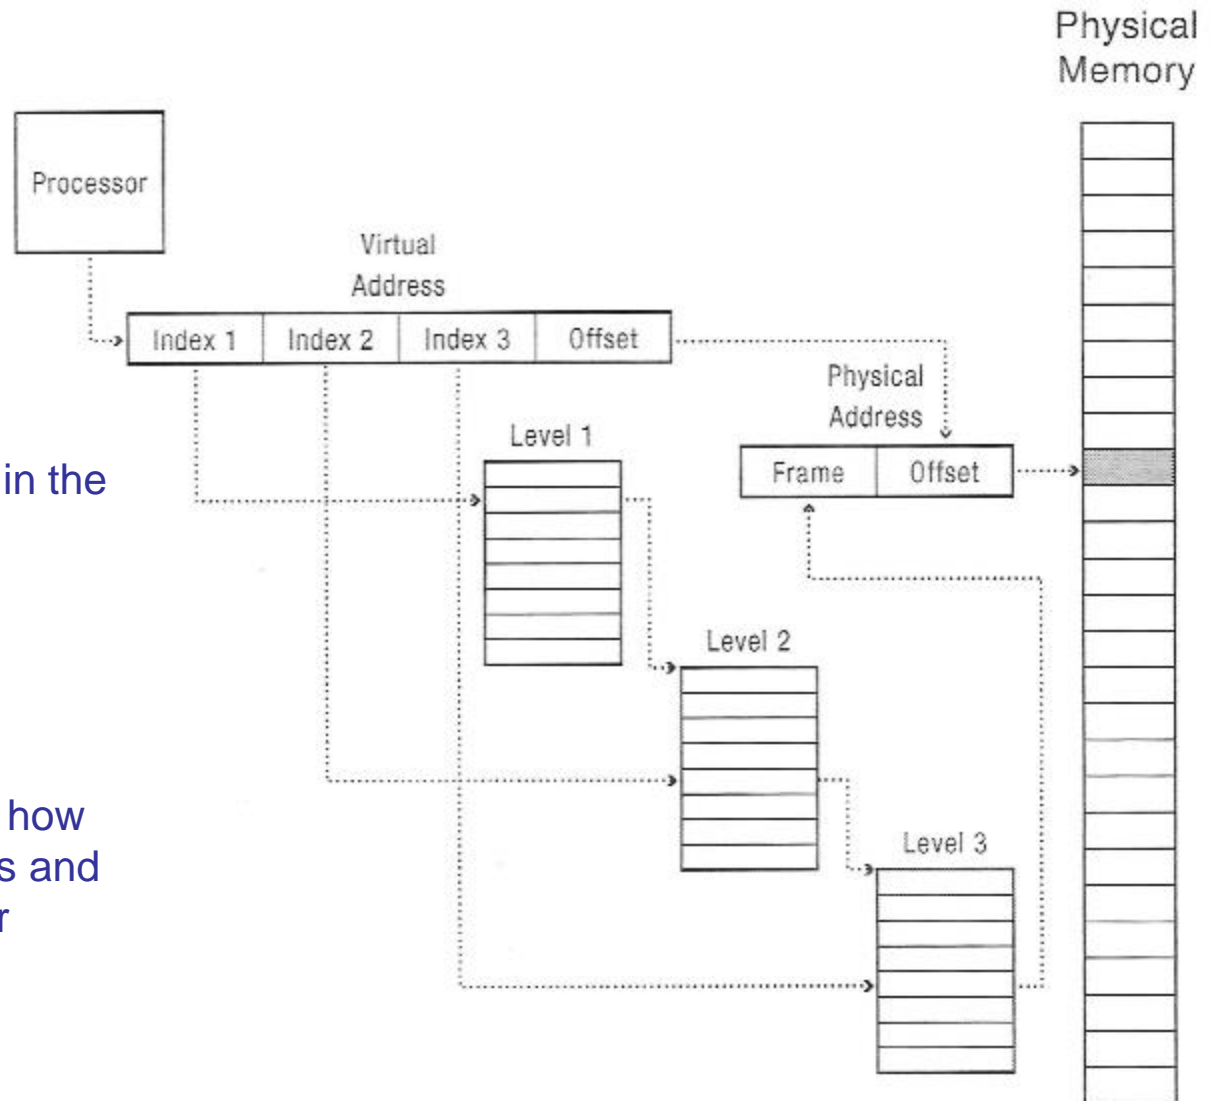 Physical
Memory
Processor
Virtual
Address
Index 1 Index 2 Index 3 Offset
Physical
Address
Level 1
in the
Frame Offset
Level 2
how
s and
r
Level 3